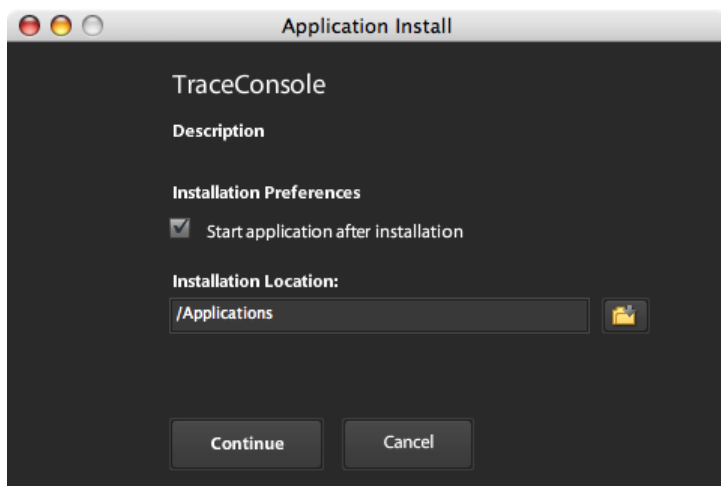 Application Install
TraceConsole
Description
Installation Preferences
Start application after installation
Installation Location:
/Applications
Continue
Cancel